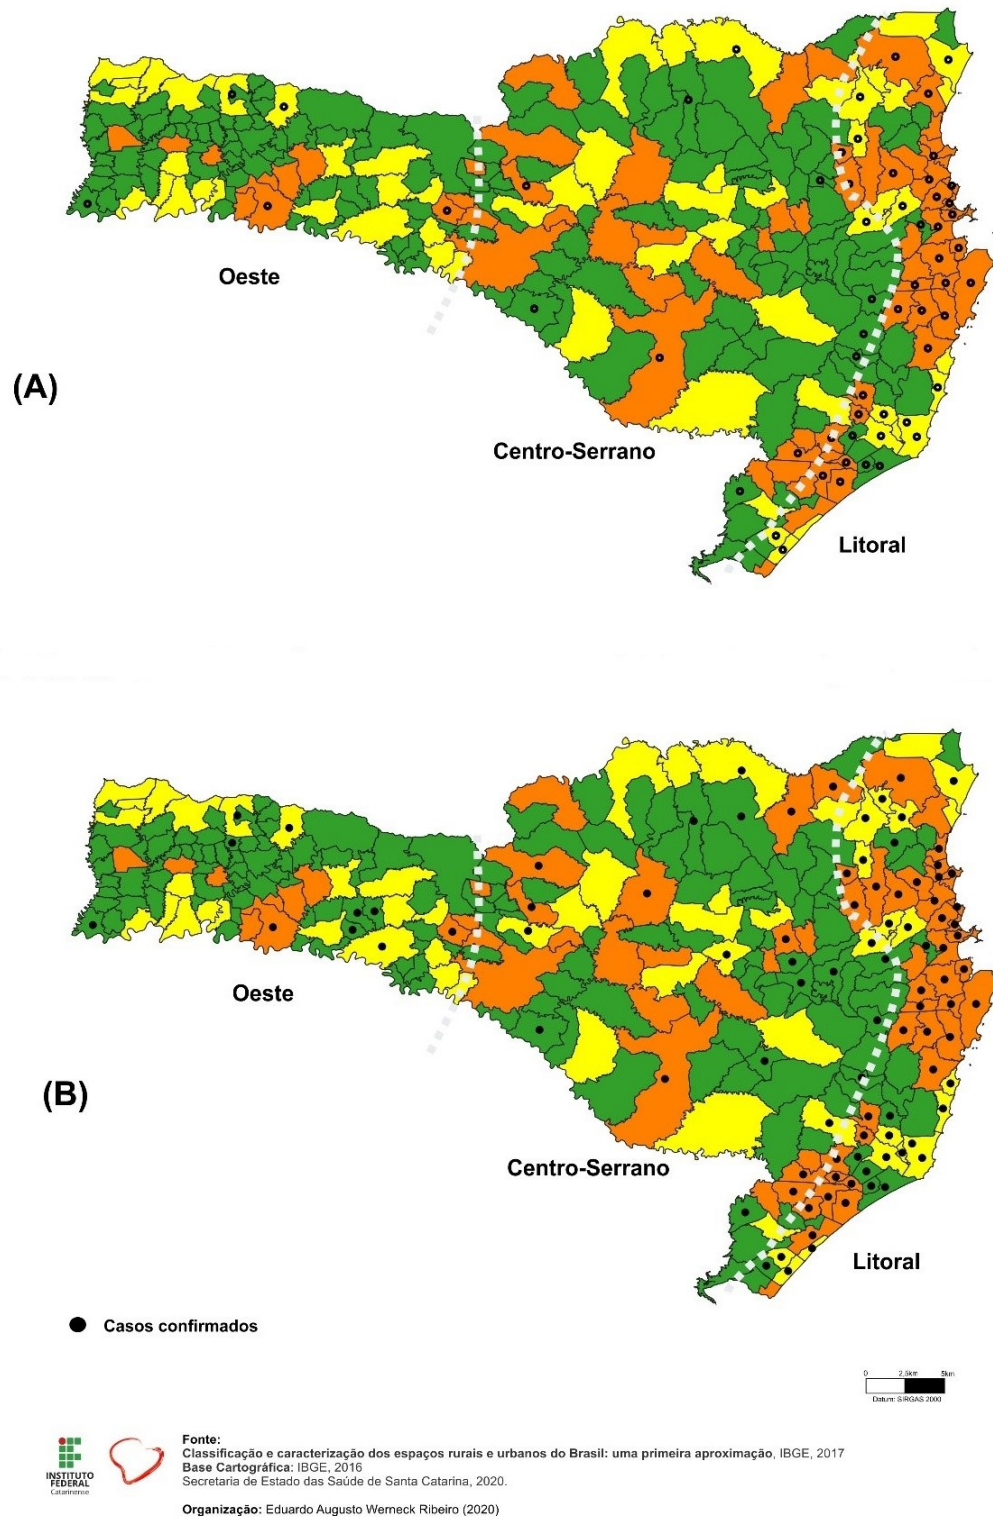 Oeste
(A)
Centro-Serrano
Litoral
Oeste
(B)
Centro-Serrano
Litoral
Casos confirmados
0 2,5km 5km
Datum: SIRGAS 2000
INSTITUTO
FEDERAL
Catarinense
Fonte:
Classificação e caracterização dos espaços rurais e urbanos do Brasil: uma primeira aproximação, IBGE, 2017
Base Cartográfica: IBGE, 2016
Secretaria de Estado das Saúde de Santa Catarina, 2020.
Organização: Eduardo Augusto Werneck Ribeiro (2020)